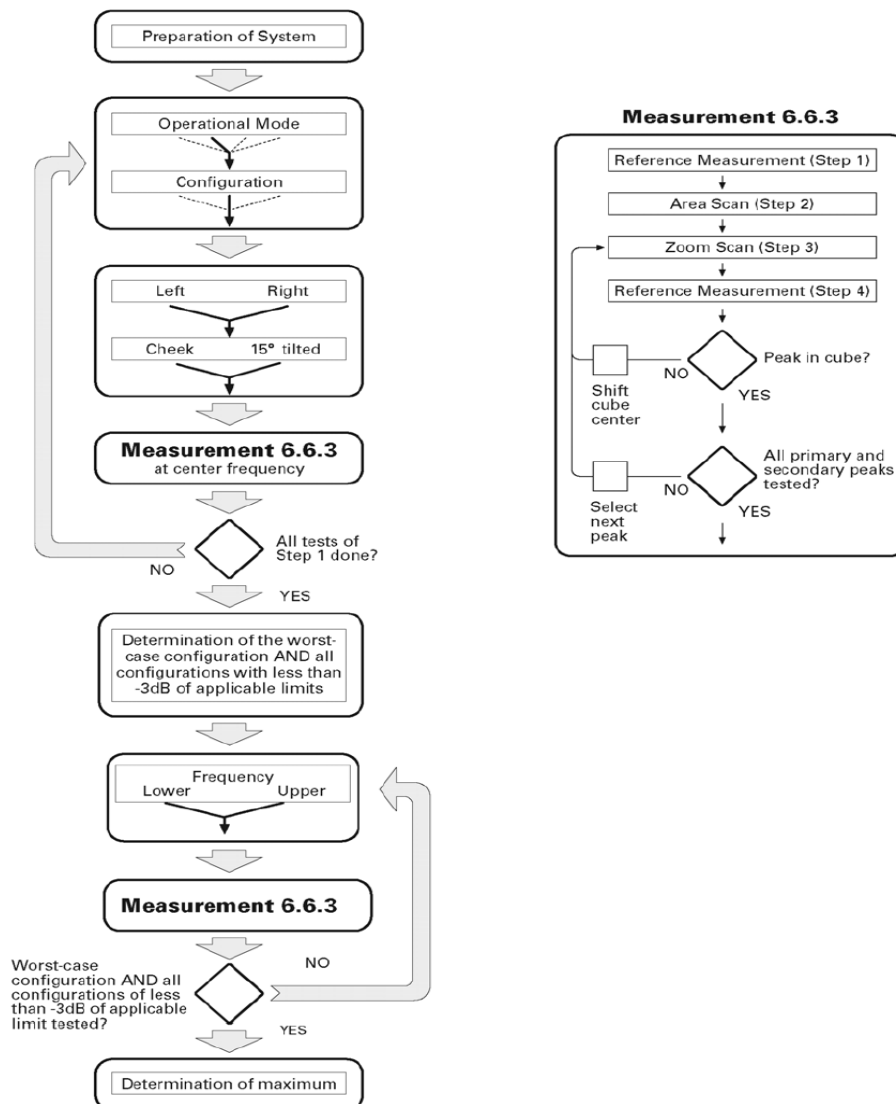 Preparation of System
Operational Mode
Configuration
Left Right
Cheek 15° tilted
Measurement 6.6.3
at center frequency
All tests of
Step 1 done?
NO
YES
Determination of the worst-
case configuration AND all
configurations with less than
-3dB of applicable limits
Frequency
Lower Upper
Measurement 6.6.3
Worst-case
configuration AND all
configurations of less
than -3dB of applicable
limit tested?
NO
YES
Determination of maximum
Measurement 6.6.3
Reference Measurement (Step 1)
Area Scan (Step 2)
Zoom Scan (Step 3)
Reference Measurement (Step 4)
Peak in cube?
NO
YES
Shift
cube
center
All primary and
secondary peaks
tested?
NO
YES
Select
next
peak